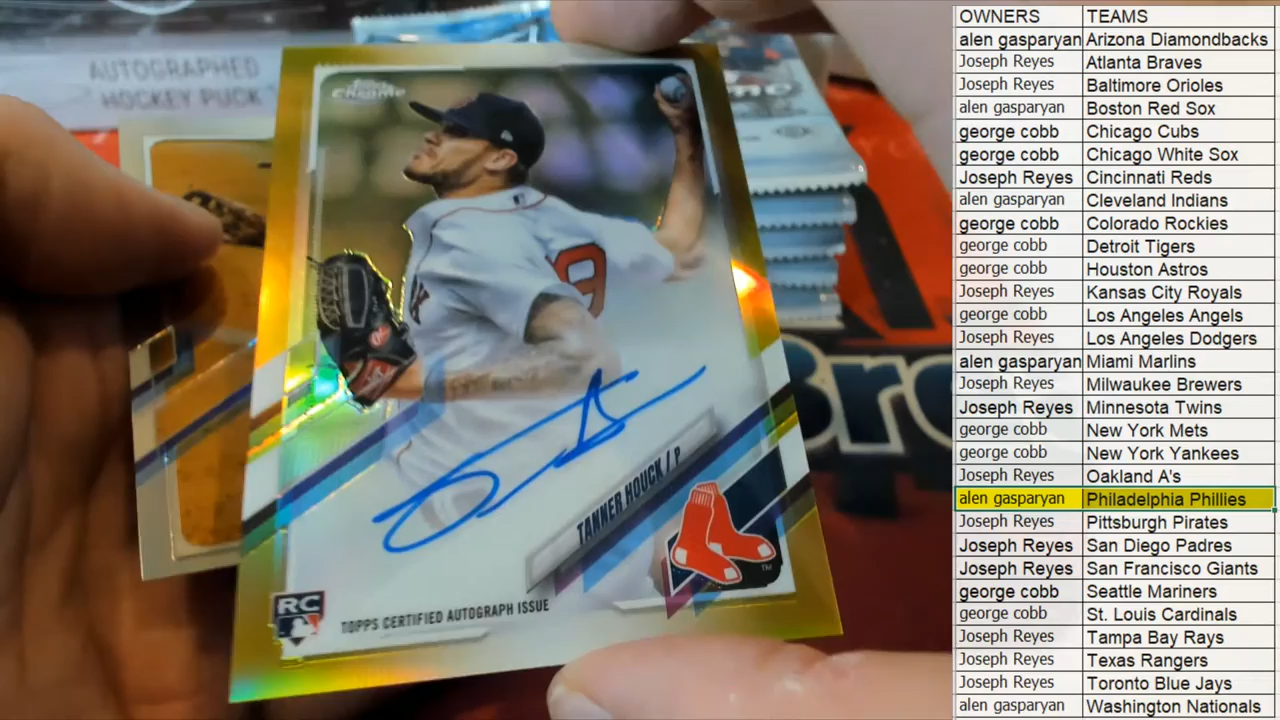 AUTOGRAPHED
HOCKEY PUCK
Topps
Chrome
9
TANNER HOUCK / P
TM
RC
TOPPS CERTIFIED AUTOGRAPH ISSUE
Bre
OWNERS TEAMS
alen gasparyan Arizona Diamondbacks
Joseph Reyes Atlanta Braves
Joseph Reyes Baltimore Orioles
alen gasparyan Boston Red Sox
george cobb Chicago Cubs
george cobb Chicago White Sox
Joseph Reyes Cincinnati Reds
alen gasparyan Cleveland Indians
george cobb Colorado Rockies
george cobb Detroit Tigers
george cobb Houston Astros
Joseph Reyes Kansas City Royals
george cobb Los Angeles Angels
Joseph Reyes Los Angeles Dodgers
alen gasparyan Miami Marlins
Joseph Reyes Milwaukee Brewers
Joseph Reyes Minnesota Twins
george cobb New York Mets
george cobb New York Yankees
Joseph Reyes Oakland A's
alen gasparyan Philadelphia Phillies
Joseph Reyes Pittsburgh Pirates
Joseph Reyes San Diego Padres
Joseph Reyes San Francisco Giants
george cobb Seattle Mariners
george cobb St. Louis Cardinals
Joseph Reyes Tampa Bay Rays
Joseph Reyes Texas Rangers
Joseph Reyes Toronto Blue Jays
alen gasparyan Washington Nationals